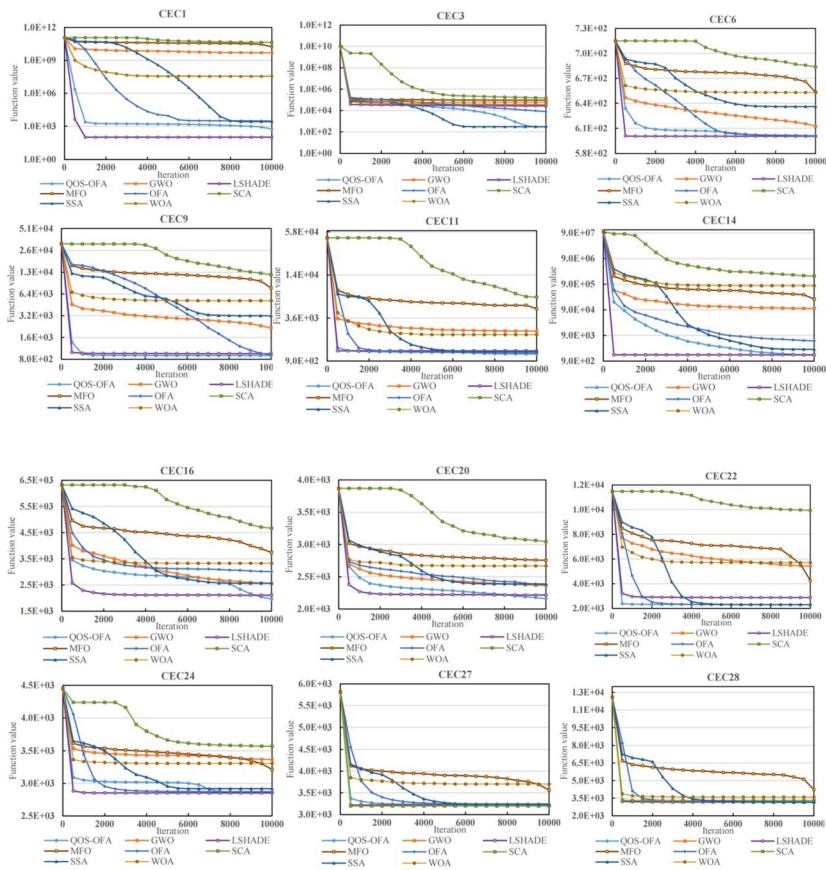 CEC1
Function value
1.0E+12
1.0E+09
1.0E+06
1.0E+03
1.0E+00
0 2000 4000 6000 8000 10000
Iteration
QOS-OFA GWO LSHADE
MFO OFA SCA
SSA WOA
CEC3
Function value
1.0E+12
1.0E+10
1.0E+08
1.0E+06
1.0E+04
1.0E+02
1.0E+00
0 2000 4000 6000 8000 10000
Iteration
QOS-OFA GWO LSHADE
MFO OFA SCA
SSA WOA
CEC6
Function value
7.3E+02
7.0E+02
6.7E+02
6.4E+02
6.1E+02
5.8E+02
0 2000 4000 6000 8000 10000
Iteration
QOS-OFA GWO LSHADE
MFO OFA SCA
SSA WOA
CEC9
Function value
5.1E+04
2.6E+04
1.3E+04
6.4E+03
3.2E+03
1.6E+03
8.0E+02
0 2000 4000 6000 8000 10000
QOS-OFA GWO LSHADE
MFO OFA SCA
SSA WOA
CEC11
Function value
5.8E+04
1.4E+04
3.6E+03
9.0E+02
0 2000 4000 6000 8000 10000
QOS-OFA GWO LSHADE
MFO OFA SCA
SSA WOA
CEC14
Function value
9.0E+07
9.0E+06
9.0E+05
9.0E+04
9.0E+03
9.0E+02
0 2000 4000 6000 8000 10000
QOS-OFA GWO LSHADE
MFO OFA SCA
SSA WOA
CEC16
Function value
6.5E+03
5.5E+03
4.5E+03
3.5E+03
2.5E+03
1.5E+03
0 2000 4000 6000 8000 10000
QOS-OFA GWO LSHADE
MFO OFA SCA
SSA WOA
CEC20
Function value
4.0E+03
3.5E+03
3.0E+03
2.5E+03
2.0E+03
0 2000 4000 6000 8000 10000
QOS-OFA GWO LSHADE
MFO OFA SCA
SSA WOA
CEC22
Function value
1.2E+04
1.0E+04
8.0E+03
6.0E+03
4.0E+03
2.0E+03
0 2000 4000 6000 8000 10000
QOS-OFA GWO LSHADE
MFO OFA SCA
SSA WOA
CEC24
Function value
4.5E+03
4.0E+03
3.5E+03
3.0E+03
2.5E+03
0 2000 4000 6000 8000 10000
QOS-OFA GWO LSHADE
MFO OFA SCA
SSA WOA
CEC27
Function value
6.0E+03
5.5E+03
5.0E+03
4.5E+03
4.0E+03
3.5E+03
3.0E+03
0 2000 4000 6000 8000 10000
QOS-OFA GWO LSHADE
MFO OFA SCA
SSA WOA
CEC28
Function value
1.3E+04
1.1E+04
9.3E+03
7.3E+03
5.3E+03
3.3E+03
1.3E+03
0 2000 4000 6000 8000 10000
QOS-OFA GWO LSHADE
MFO OFA SCA
SSA WOA